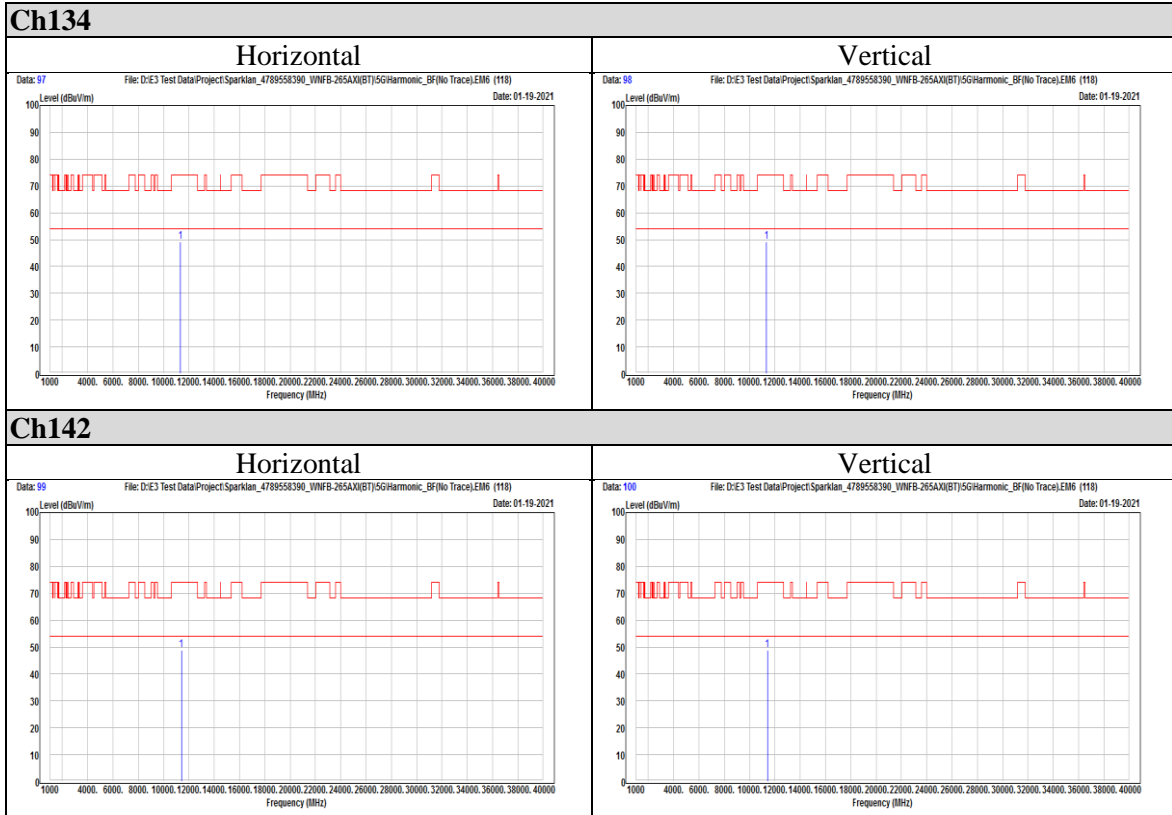 Ch134
Horizontal Vertical
Data: 97 File: D:\E3 Test Data\Project\Sparklan_4789558390_WNFB-265AXI(BT)\5G\Harmonic_BF(No Trace).EM6 (118)
Level (dBuV/m) Date: 01-19-2021
100
90
80
70
60
50
40
30
20
10
0
1
1000 4000. 6000. 8000. 10000. 12000. 14000. 16000. 18000. 20000. 22000. 24000. 26000. 28000. 30000. 32000. 34000. 36000. 38000. 40000
Frequency (MHz)
Data: 98 File: D:\E3 Test Data\Project\Sparklan_4789558390_WNFB-265AXI(BT)\5G\Harmonic_BF(No Trace).EM6 (118)
Level (dBuV/m) Date: 01-19-2021
100
90
80
70
60
50
40
30
20
10
0
1
1000 4000. 6000. 8000. 10000. 12000. 14000. 16000. 18000. 20000. 22000. 24000. 26000. 28000. 30000. 32000. 34000. 36000. 38000. 40000
Frequency (MHz)
Ch142
Horizontal Vertical
Data: 99 File: D:\E3 Test Data\Project\Sparklan_4789558390_WNFB-265AXI(BT)\5G\Harmonic_BF(No Trace).EM6 (118)
Level (dBuV/m) Date: 01-19-2021
100
90
80
70
60
50
40
30
20
10
0
1
1000 4000. 6000. 8000. 10000. 12000. 14000. 16000. 18000. 20000. 22000. 24000. 26000. 28000. 30000. 32000. 34000. 36000. 38000. 40000
Frequency (MHz)
Data: 100 File: D:\E3 Test Data\Project\Sparklan_4789558390_WNFB-265AXI(BT)\5G\Harmonic_BF(No Trace).EM6 (118)
Level (dBuV/m) Date: 01-19-2021
100
90
80
70
60
50
40
30
20
10
0
1
1000 4000. 6000. 8000. 10000. 12000. 14000. 16000. 18000. 20000. 22000. 24000. 26000. 28000. 30000. 32000. 34000. 36000. 38000. 40000
Frequency (MHz)